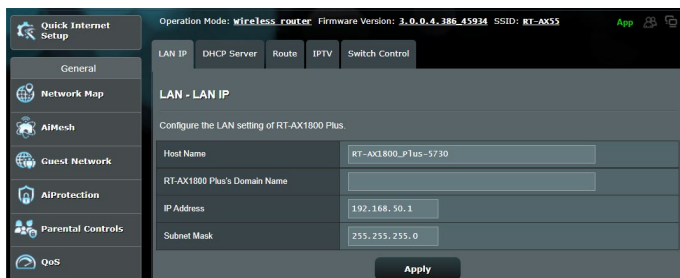 Quick Internet
Setup
Operation Mode: Wireless router Firmware Version: 3.0.0.4.386_45934 SSID: RT-AX55
App
LAN IP DHCP Server Route IPTV Switch Control
General
Network Map
AiMesh
Guest Network
AiProtection
Parental Controls
QoS
LAN - LAN IP
Configure the LAN setting of RT-AX1800 Plus.
Host Name RT-AX1800_Plus-5730
RT-AX1800 Plus's Domain Name
IP Address 192.168.50.1
Subnet Mask 255.255.255.0
Apply